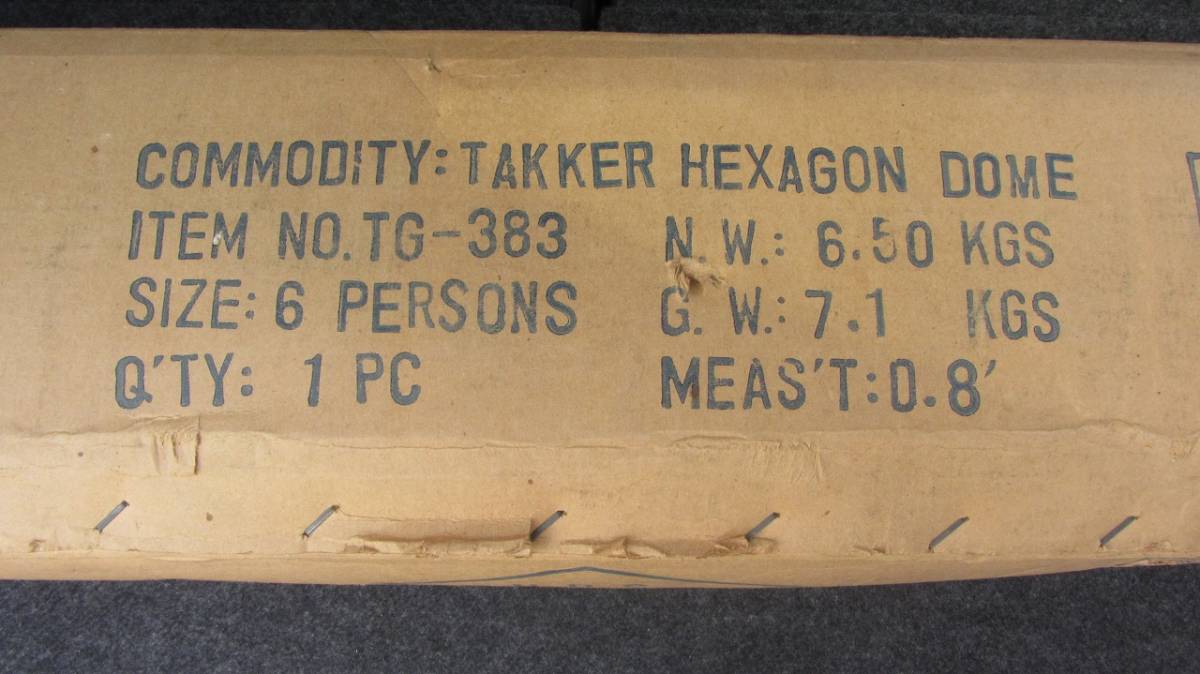 COMMODITY: TAKKER HEXAGON DOME
ITEM NO. TG-383 N.W.: 6.50 KGS
SIZE: 6 PERSONS G.W.: 7.1 KGS
Q'TY: 1 PC MEAS'T: 0.8'